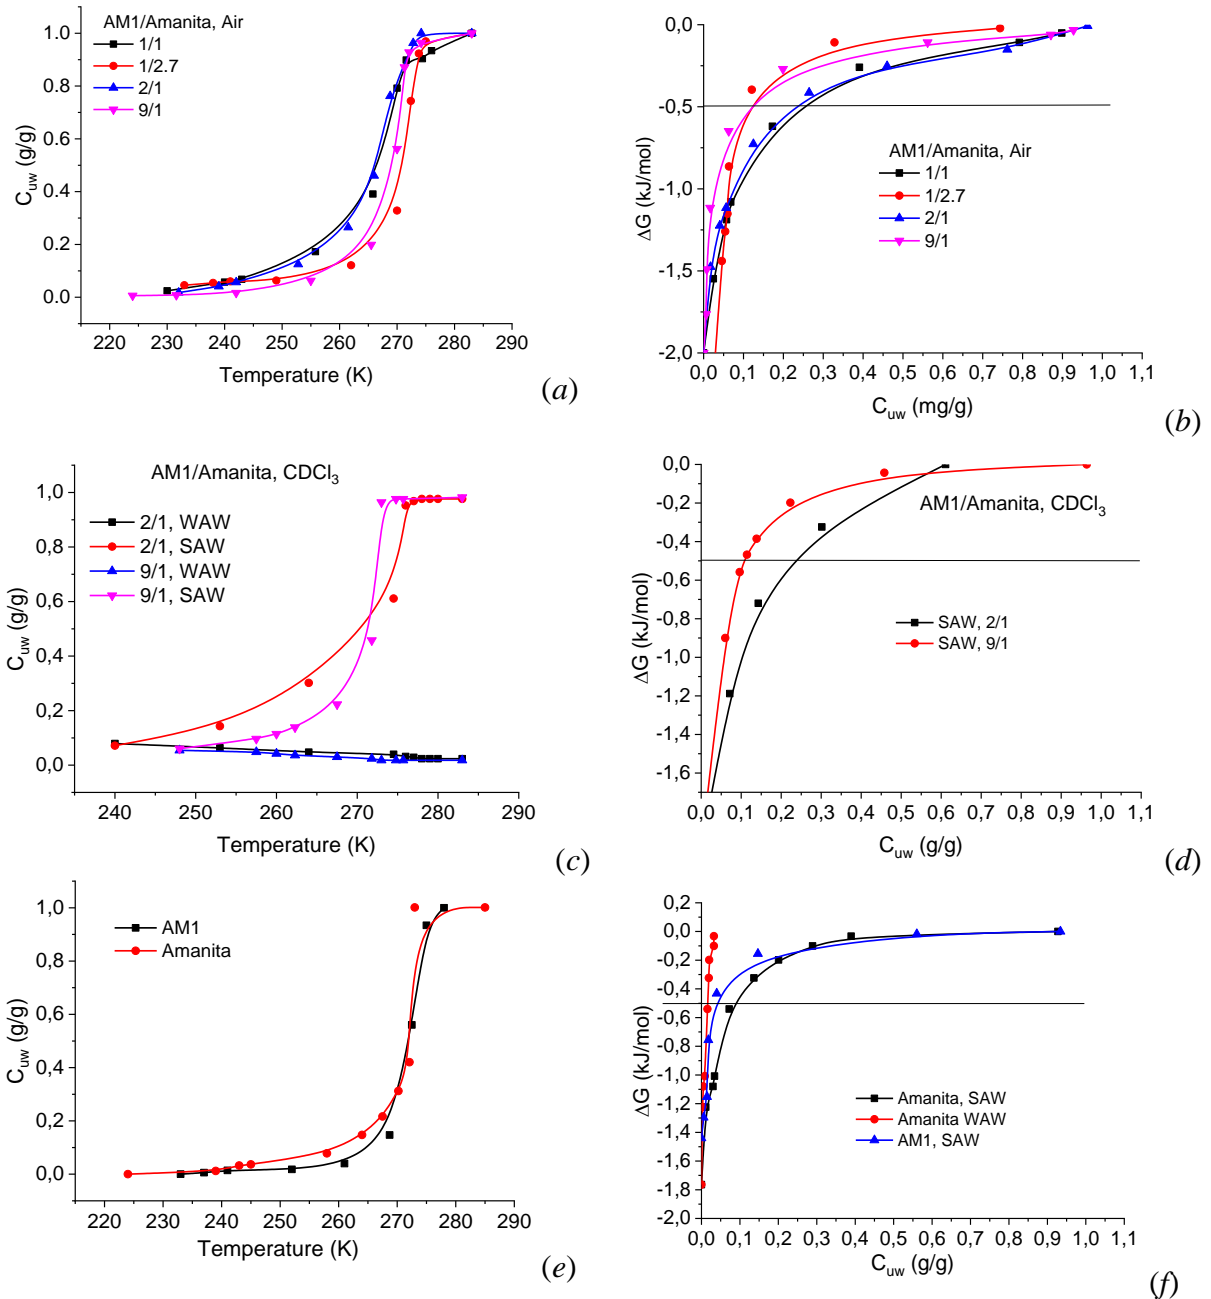 AM1/Amanita, Air
1/1
1/2.7
2/1
9/1
1.0
0.8
0.6
0.4
0.2
0.0
C_uw (g/g)
220 230 240 250 260 270 280 290
Temperature (K)
(a)
0,0
-0,5
-1,0
-1,5
-2,0
ΔG (kJ/mol)
AM1/Amanita, Air
1/1
1/2.7
2/1
9/1
0,0 0,1 0,2 0,3 0,4 0,5 0,6 0,7 0,8 0,9 1,0 1,1
C_uw (mg/g)
(b)
AM1/Amanita, CDCl₃
2/1, WAW
2/1, SAW
9/1, WAW
9/1, SAW
1,0
0,8
0,6
0,4
0,2
0,0
C_uw (g/g)
240 250 260 270 280 290
Temperature (K)
(c)
0,0
-0,2
-0,4
-0,6
-0,8
-1,0
-1,2
-1,4
-1,6
ΔG (kJ/mol)
AM1/Amanita, CDCl₃
SAW, 2/1
SAW, 9/1
0,0 0,1 0,2 0,3 0,4 0,5 0,6 0,7 0,8 0,9 1,0 1,1
C_uw (g/g)
(d)
AM1
Amanita
1,0
0,8
0,6
0,4
0,2
0,0
C_uw (g/g)
220 230 240 250 260 270 280 290
Temperature (K)
(e)
0,2
0,0
-0,2
-0,4
-0,6
-0,8
-1,0
-1,2
-1,4
-1,6
-1,8
-2,0
ΔG (kJ/mol)
Amanita, SAW
Amanita WAW
AM1, SAW
0,0 0,1 0,2 0,3 0,4 0,5 0,6 0,7 0,8 0,9 1,0 1,1
C_uw (g/g)
(f)